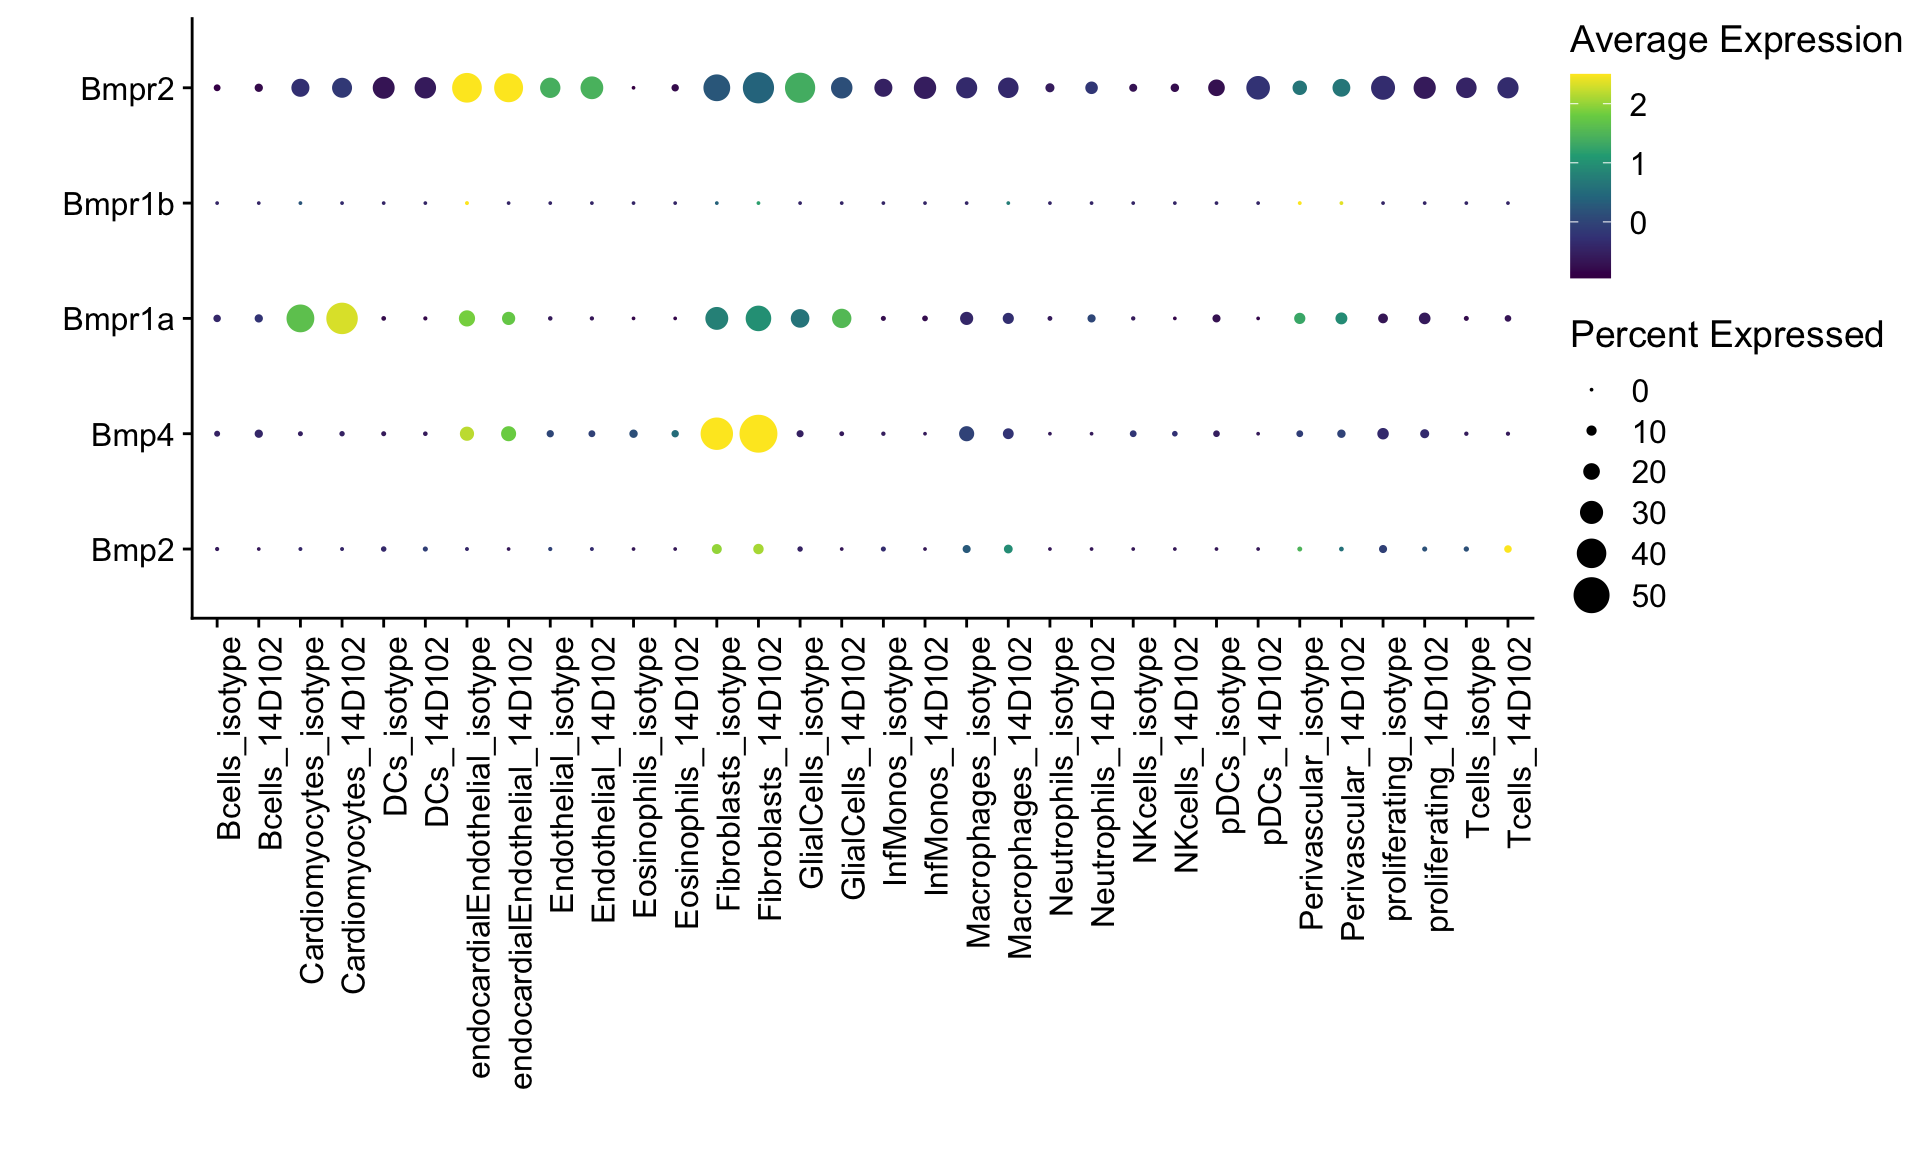 Bmpr2
Bmpr1b
Bmpr1a
Bmp4
Bmp2
Bcells_isotype
Bcells_14D102
Cardiomyocytes_isotype
Cardiomyocytes_14D102
DCs_isotype
DCs_14D102
endocardialEndothelial_isotype
endocardialEndothelial_14D102
Endothelial_isotype
Endothelial_14D102
Eosinophils_isotype
Eosinophils_14D102
Fibroblasts_isotype
Fibroblasts_14D102
GlialCells_isotype
GlialCells_14D102
InfMonos_isotype
InfMonos_14D102
Macrophages_isotype
Macrophages_14D102
Neutrophils_isotype
Neutrophils_14D102
NKcells_isotype
NKcells_14D102
pDCs_isotype
pDCs_14D102
Perivascular_isotype
Perivascular_14D102
proliferating_isotype
proliferating_14D102
Tcells_isotype
Tcells_14D102
Average Expression
2
1
0
Percent Expressed
0
10
20
30
40
50